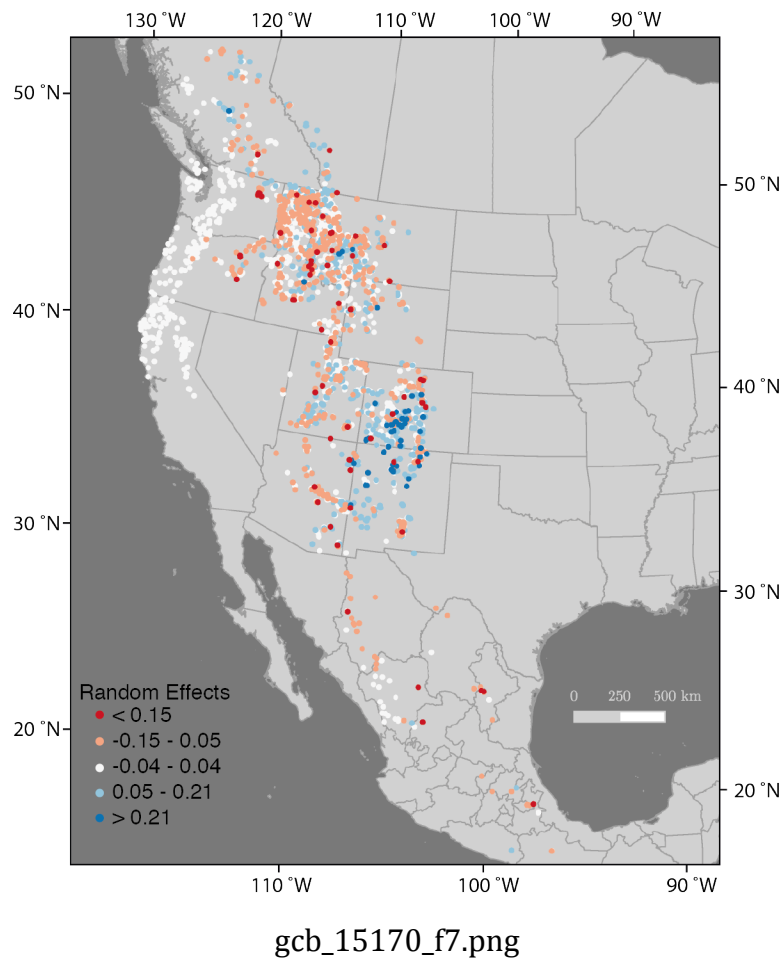 130 °W 120 °W 110 °W 100 °W 90 °W
50 °N
50 °N
40 °N
40 °N
30 °N
30 °N
Random Effects
< 0.15
-0.15 - 0.05
-0.04 - 0.04
0.05 - 0.21
> 0.21
0 250 500 km
20 °N
20 °N
110 °W 100 °W 90 °W
gcb_15170_f7.png